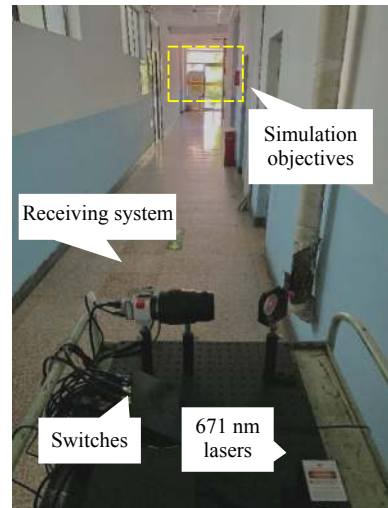 Simulation
objectives
Receiving system
Switches
671 nm
lasers